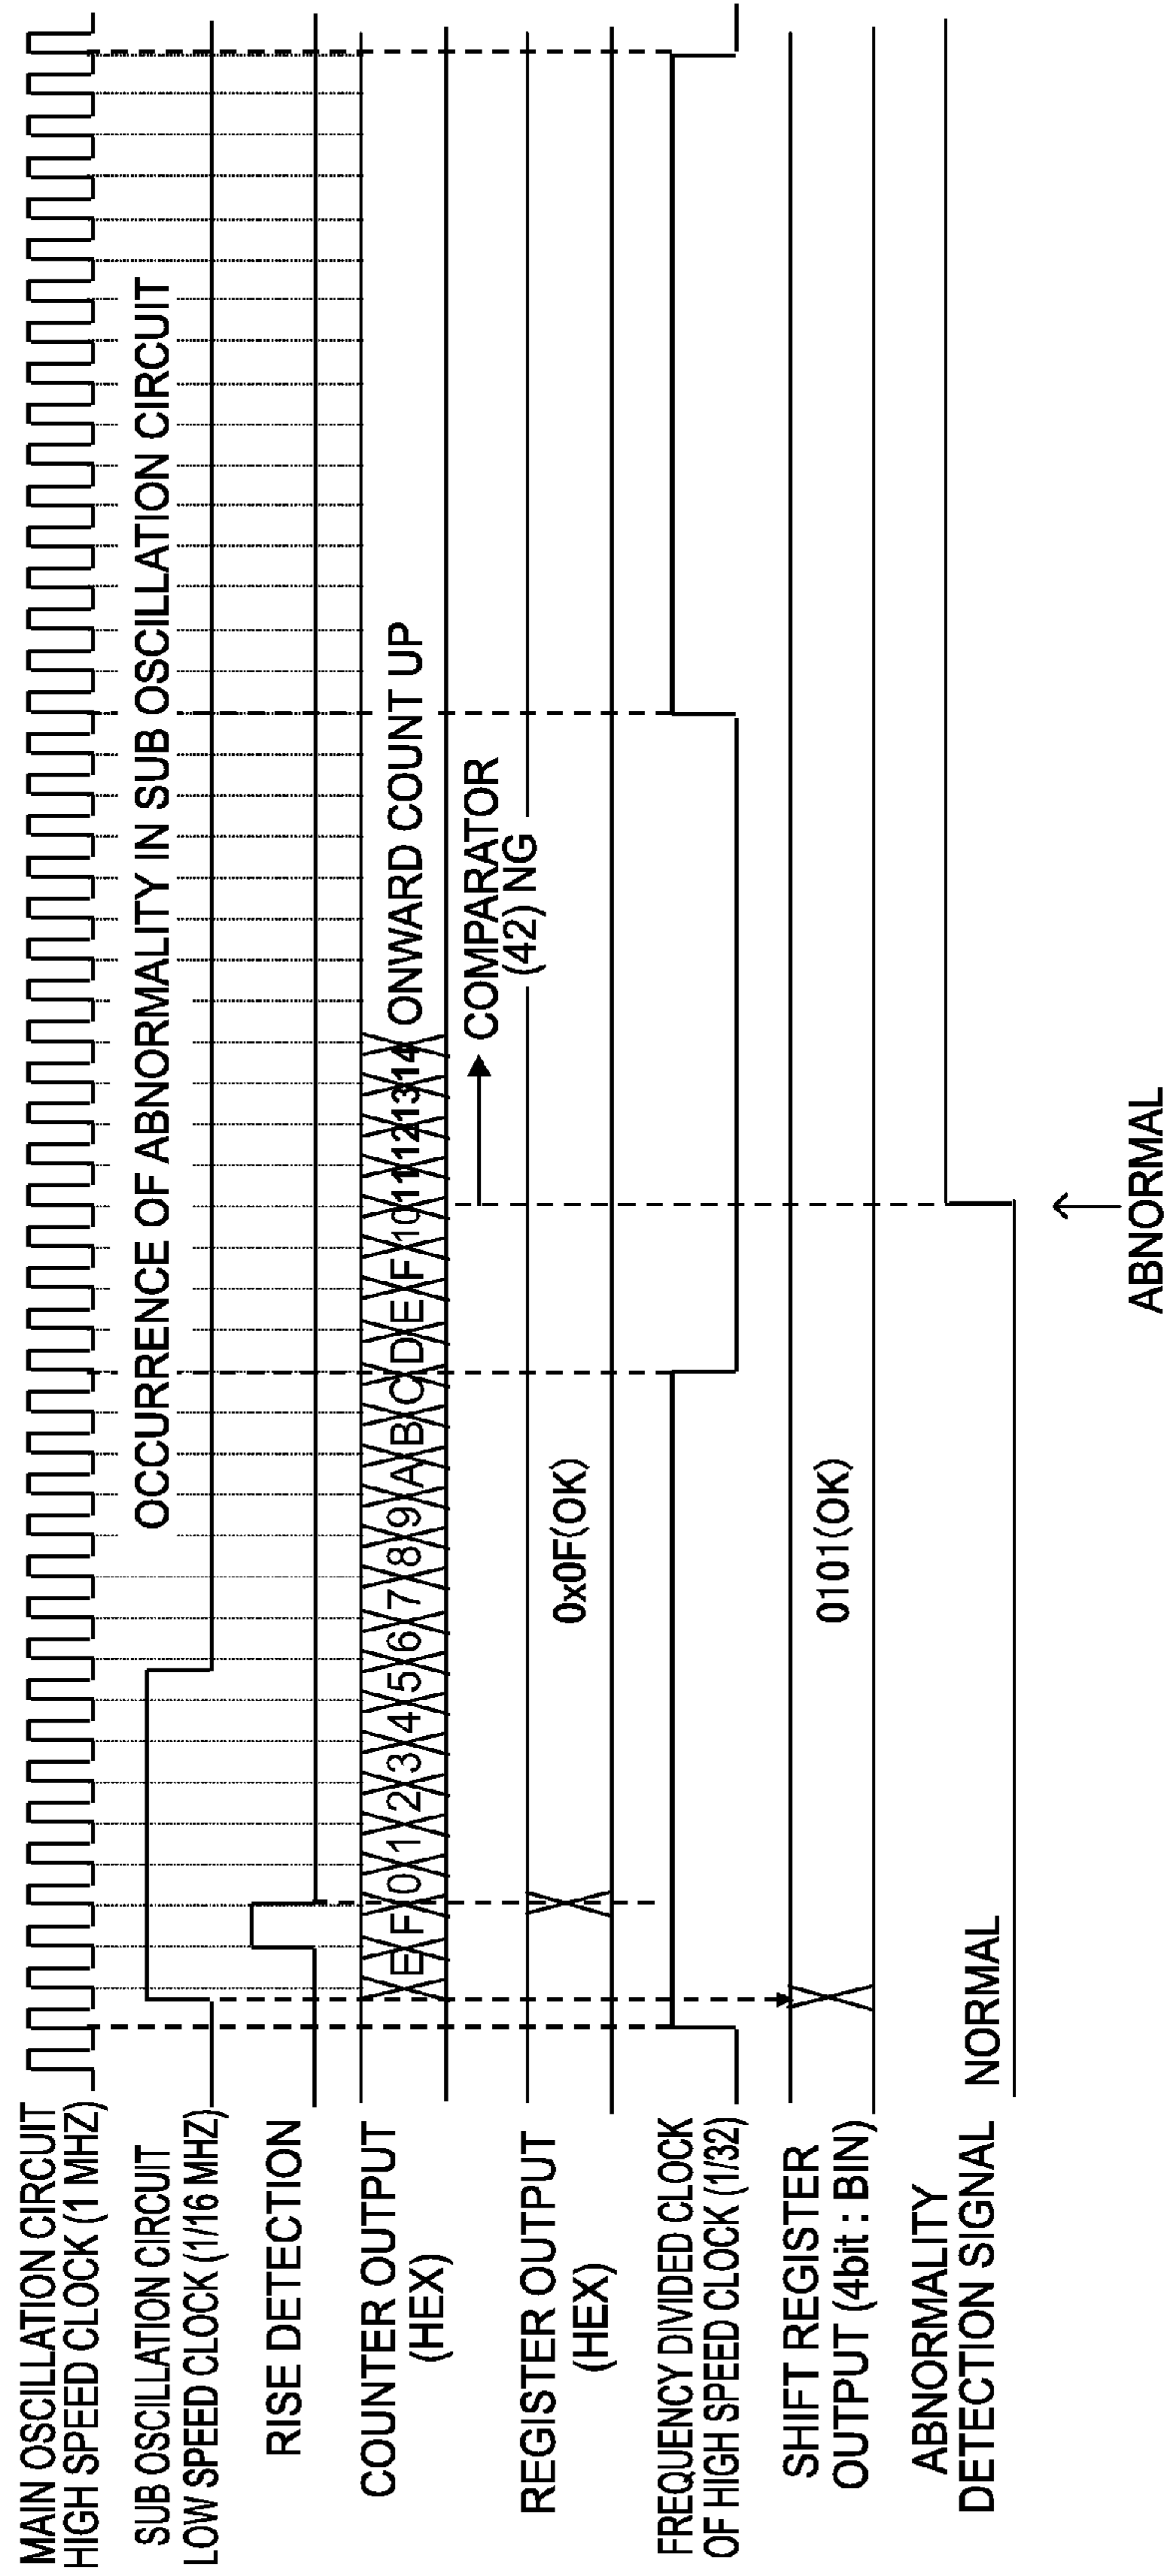 MAIN OSCILLATION CIRCUIT
HIGH SPEED CLOCK (1 MHZ)
SUB OSCILLATION CIRCUIT
LOW SPEED CLOCK (1/16 MHZ)
OCCURRENCE OF ABNORMALITY IN SUB OSCILLATION CIRCUIT
RISE DETECTION
COUNTER OUTPUT
(HEX)
E F 0 1 2 3 4 5 6 7 8 9 A B C D E F 10 11 12 13 14 ONWARD COUNT UP
COMPARATOR
(42) NG
REGISTER OUTPUT
(HEX)
0x0F(OK)
FREQUENCY DIVIDED CLOCK
OF HIGH SPEED CLOCK (1/32)
SHIFT REGISTER
OUTPUT (4bit : BIN)
0101(OK)
ABNORMALITY
DETECTION SIGNAL
NORMAL
ABNORMAL